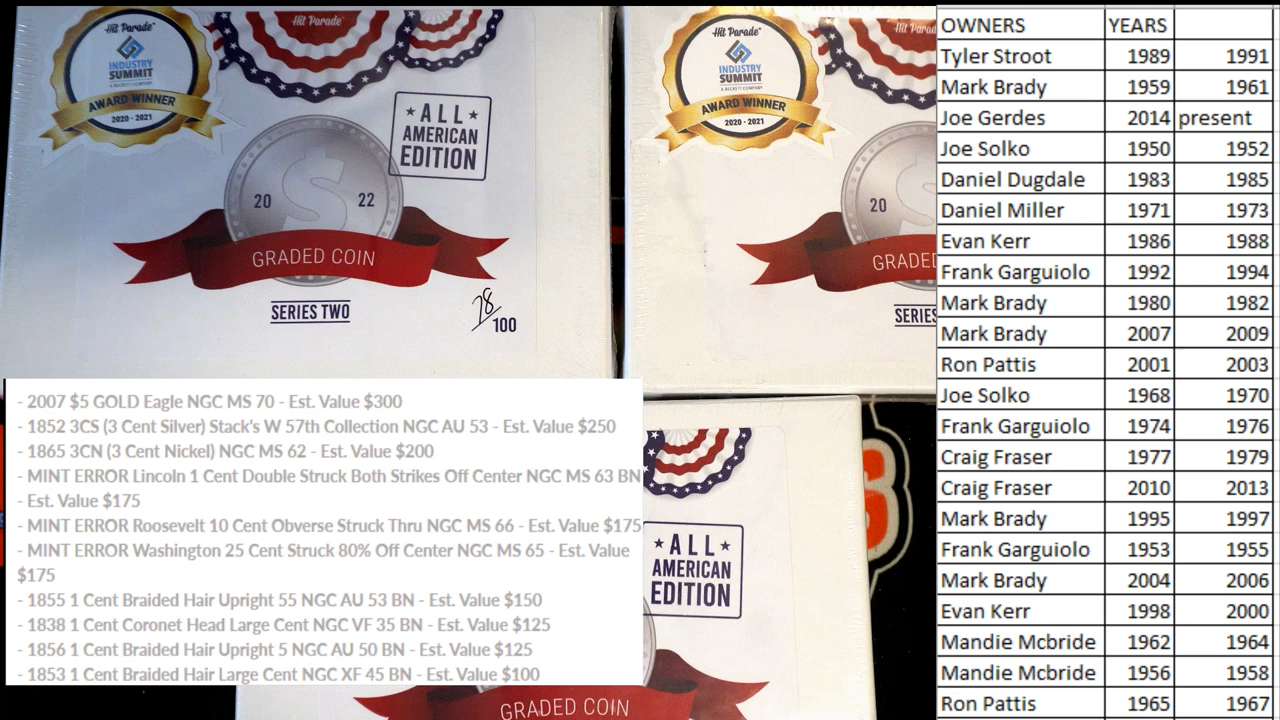 Hit Parade™
INDUSTRY
SUMMIT
A BECKETT COMPANY
AWARD WINNER
2020 - 2021
Hit Parade™
ALL
AMERICAN
EDITION
20 22
GRADED COIN
SERIES TWO
78/100
Hit Parade™
INDUSTRY
SUMMIT
A BECKETT COMPANY
AWARD WINNER
2020 - 2021
Hit Para
20
GRADED
SERIES
- 2007 $5 GOLD Eagle NGC MS 70 - Est. Value $300
- 1852 3CS (3 Cent Silver) Stack's W 57th Collection NGC AU 53 - Est. Value $250
- 1865 3CN (3 Cent Nickel) NGC MS 62 - Est. Value $200
- MINT ERROR Lincoln 1 Cent Double Struck Both Strikes Off Center NGC MS 63 BN
- Est. Value $175
- MINT ERROR Roosevelt 10 Cent Obverse Struck Thru NGC MS 66 - Est. Value $175
- MINT ERROR Washington 25 Cent Struck 80% Off Center NGC MS 65 - Est. Value
$175
- 1855 1 Cent Braided Hair Upright 55 NGC AU 53 BN - Est. Value $150
- 1838 1 Cent Coronet Head Large Cent NGC VF 35 BN - Est. Value $125
- 1856 1 Cent Braided Hair Upright 5 NGC AU 50 BN - Est. Value $125
- 1853 1 Cent Braided Hair Large Cent NGC XF 45 BN - Est. Value $100
ALL
AMERICAN
EDITION
GRADED COIN
OWNERS YEARS
Tyler Stroot 1989 1991
Mark Brady 1959 1961
Joe Gerdes 2014 present
Joe Solko 1950 1952
Daniel Dugdale 1983 1985
Daniel Miller 1971 1973
Evan Kerr 1986 1988
Frank Garguiolo 1992 1994
Mark Brady 1980 1982
Mark Brady 2007 2009
Ron Pattis 2001 2003
Joe Solko 1968 1970
Frank Garguiolo 1974 1976
Craig Fraser 1977 1979
Craig Fraser 2010 2013
Mark Brady 1995 1997
Frank Garguiolo 1953 1955
Mark Brady 2004 2006
Evan Kerr 1998 2000
Mandie Mcbride 1962 1964
Mandie Mcbride 1956 1958
Ron Pattis 1965 1967